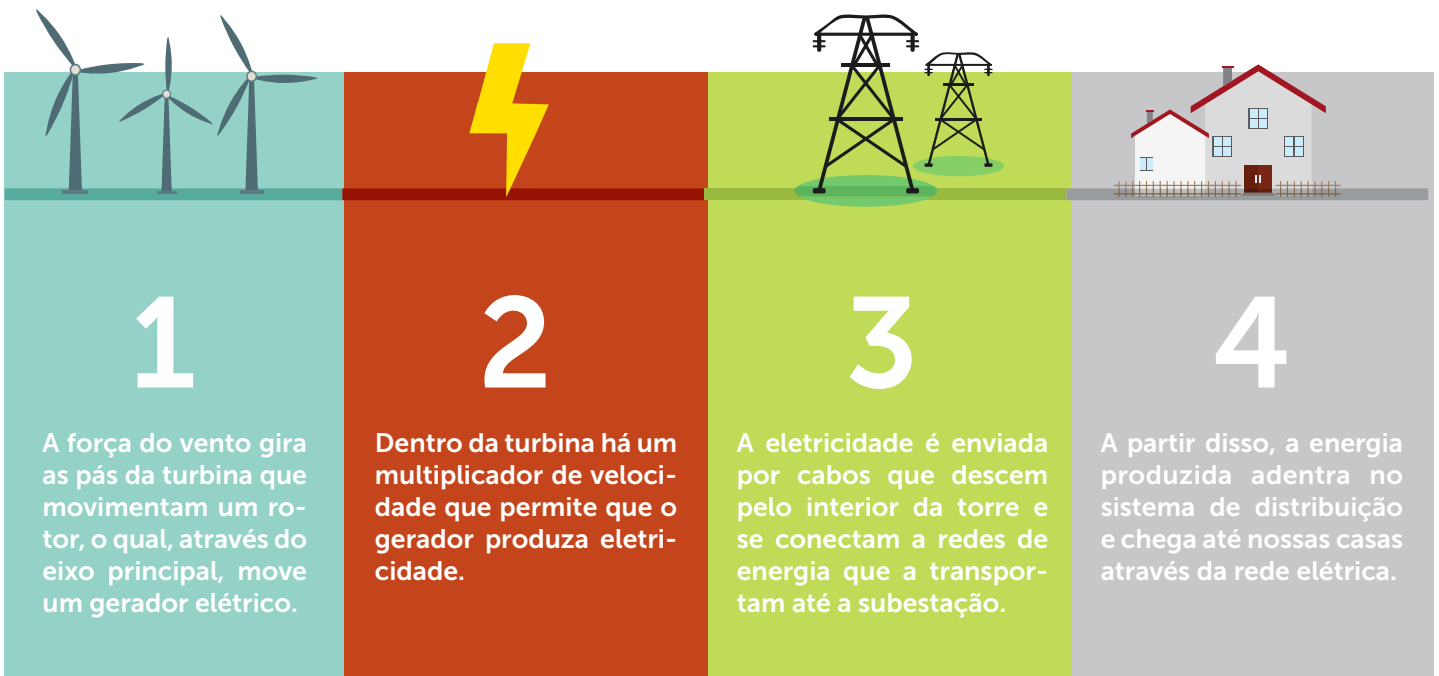 1
A força do vento gira
as pás da turbina que
movimentam um ro-
tor, o qual, através do
eixo principal, move
um gerador elétrico.
2
Dentro da turbina há um
multiplicador de veloci-
dade que permite que o
gerador produza eletri-
cidade.
3
A eletricidade é enviada
por cabos que descem
pelo interior da torre e
se conectam a redes de
energia que a transpor-
tam até a subestação.
4
A partir disso, a energia
produzida adentra no
sistema de distribuição
e chega até nossas casas
através da rede elétrica.